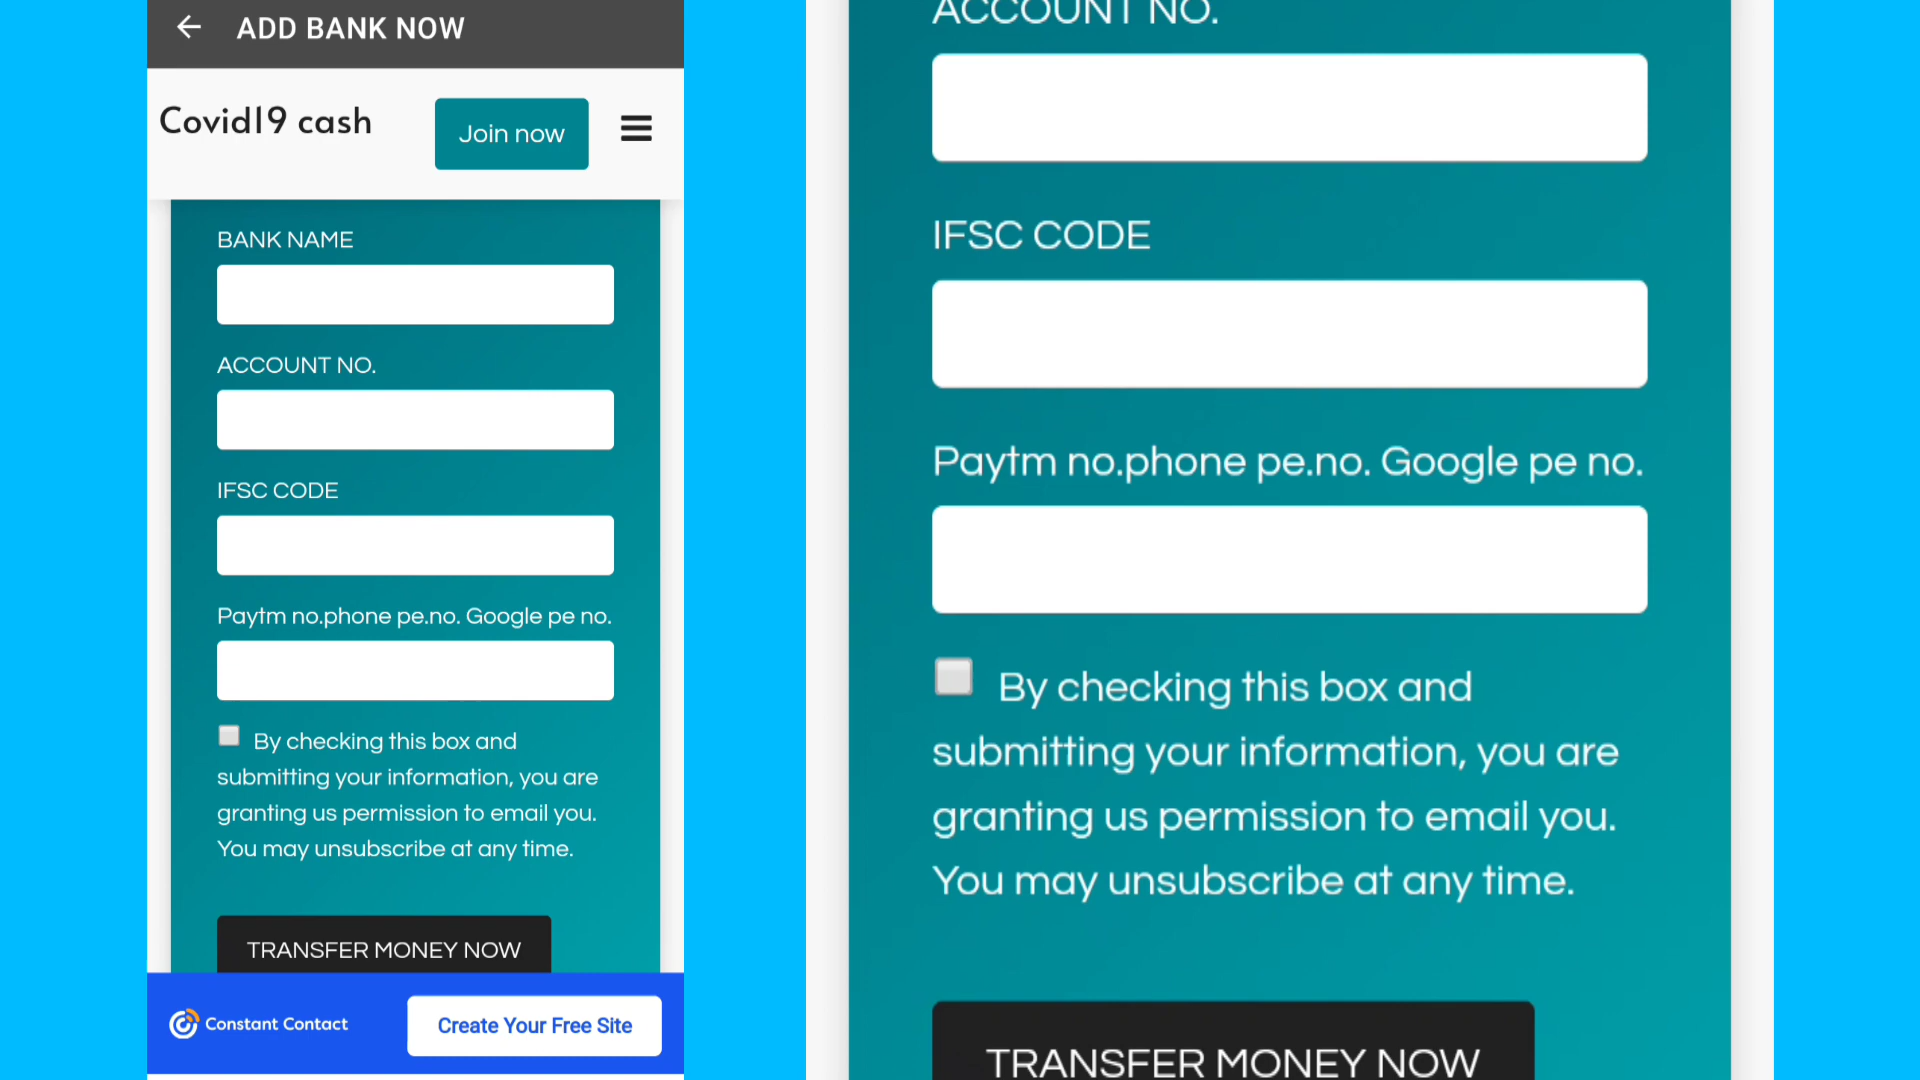 ADD BANK NOW
Covid19 cash
Join now
BANK NAME
ACCOUNT NO.
IFSC CODE
Paytm no.phone pe.no. Google pe no.
By checking this box and
submitting your information, you are
granting us permission to email you.
You may unsubscribe at any time.
TRANSFER MONEY NOW
Constant Contact
Create Your Free Site
ACCOUNT NO.
IFSC CODE
Paytm no.phone pe.no. Google pe no.
By checking this box and
submitting your information, you are
granting us permission to email you.
You may unsubscribe at any time.
TRANSFER MONEY NOW